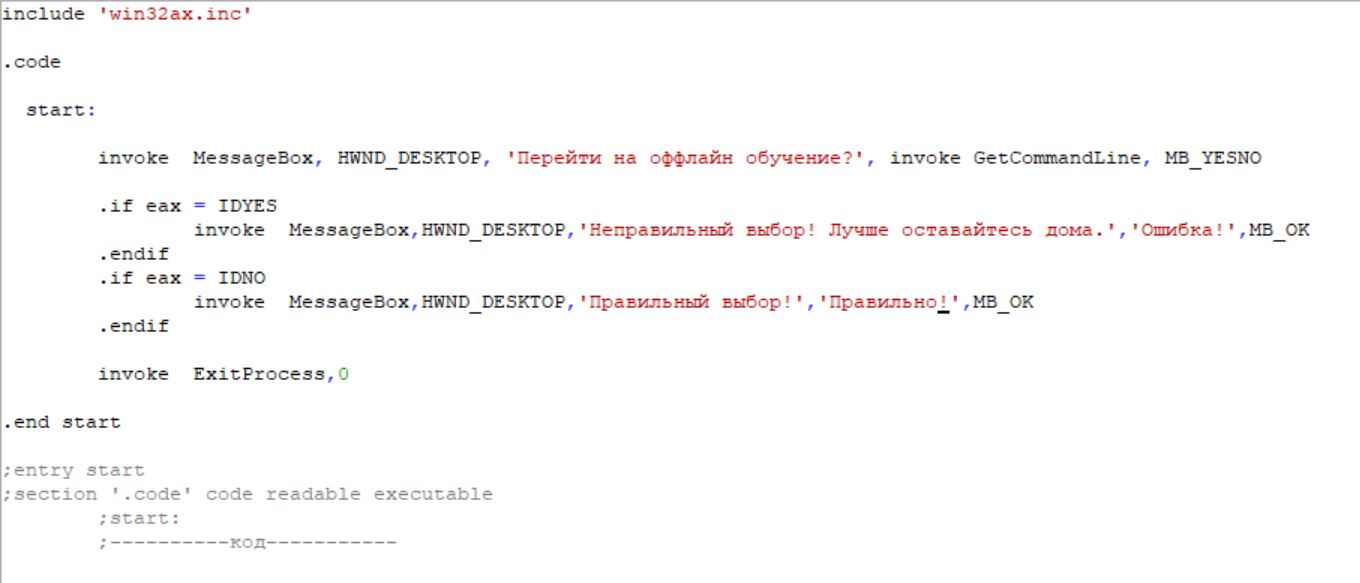 include 'win32ax.inc'
.code
start:
invoke MessageBox, HWND_DESKTOP, 'Перейти на оффлайн обучение?', invoke GetCommandLine, MB_YESNO
.if eax = IDYES
invoke MessageBox,HWND_DESKTOP,'Неправильный выбор! Лучше оставайтесь дома.','Ошибка!',MB_OK
.endif
.if eax = IDNO
invoke MessageBox,HWND_DESKTOP,'Правильный выбор!','Правильно!',MB_OK
.endif
invoke ExitProcess,0
.end start
;entry start
;section '.code' code readable executable
;start:
;----------код-----------